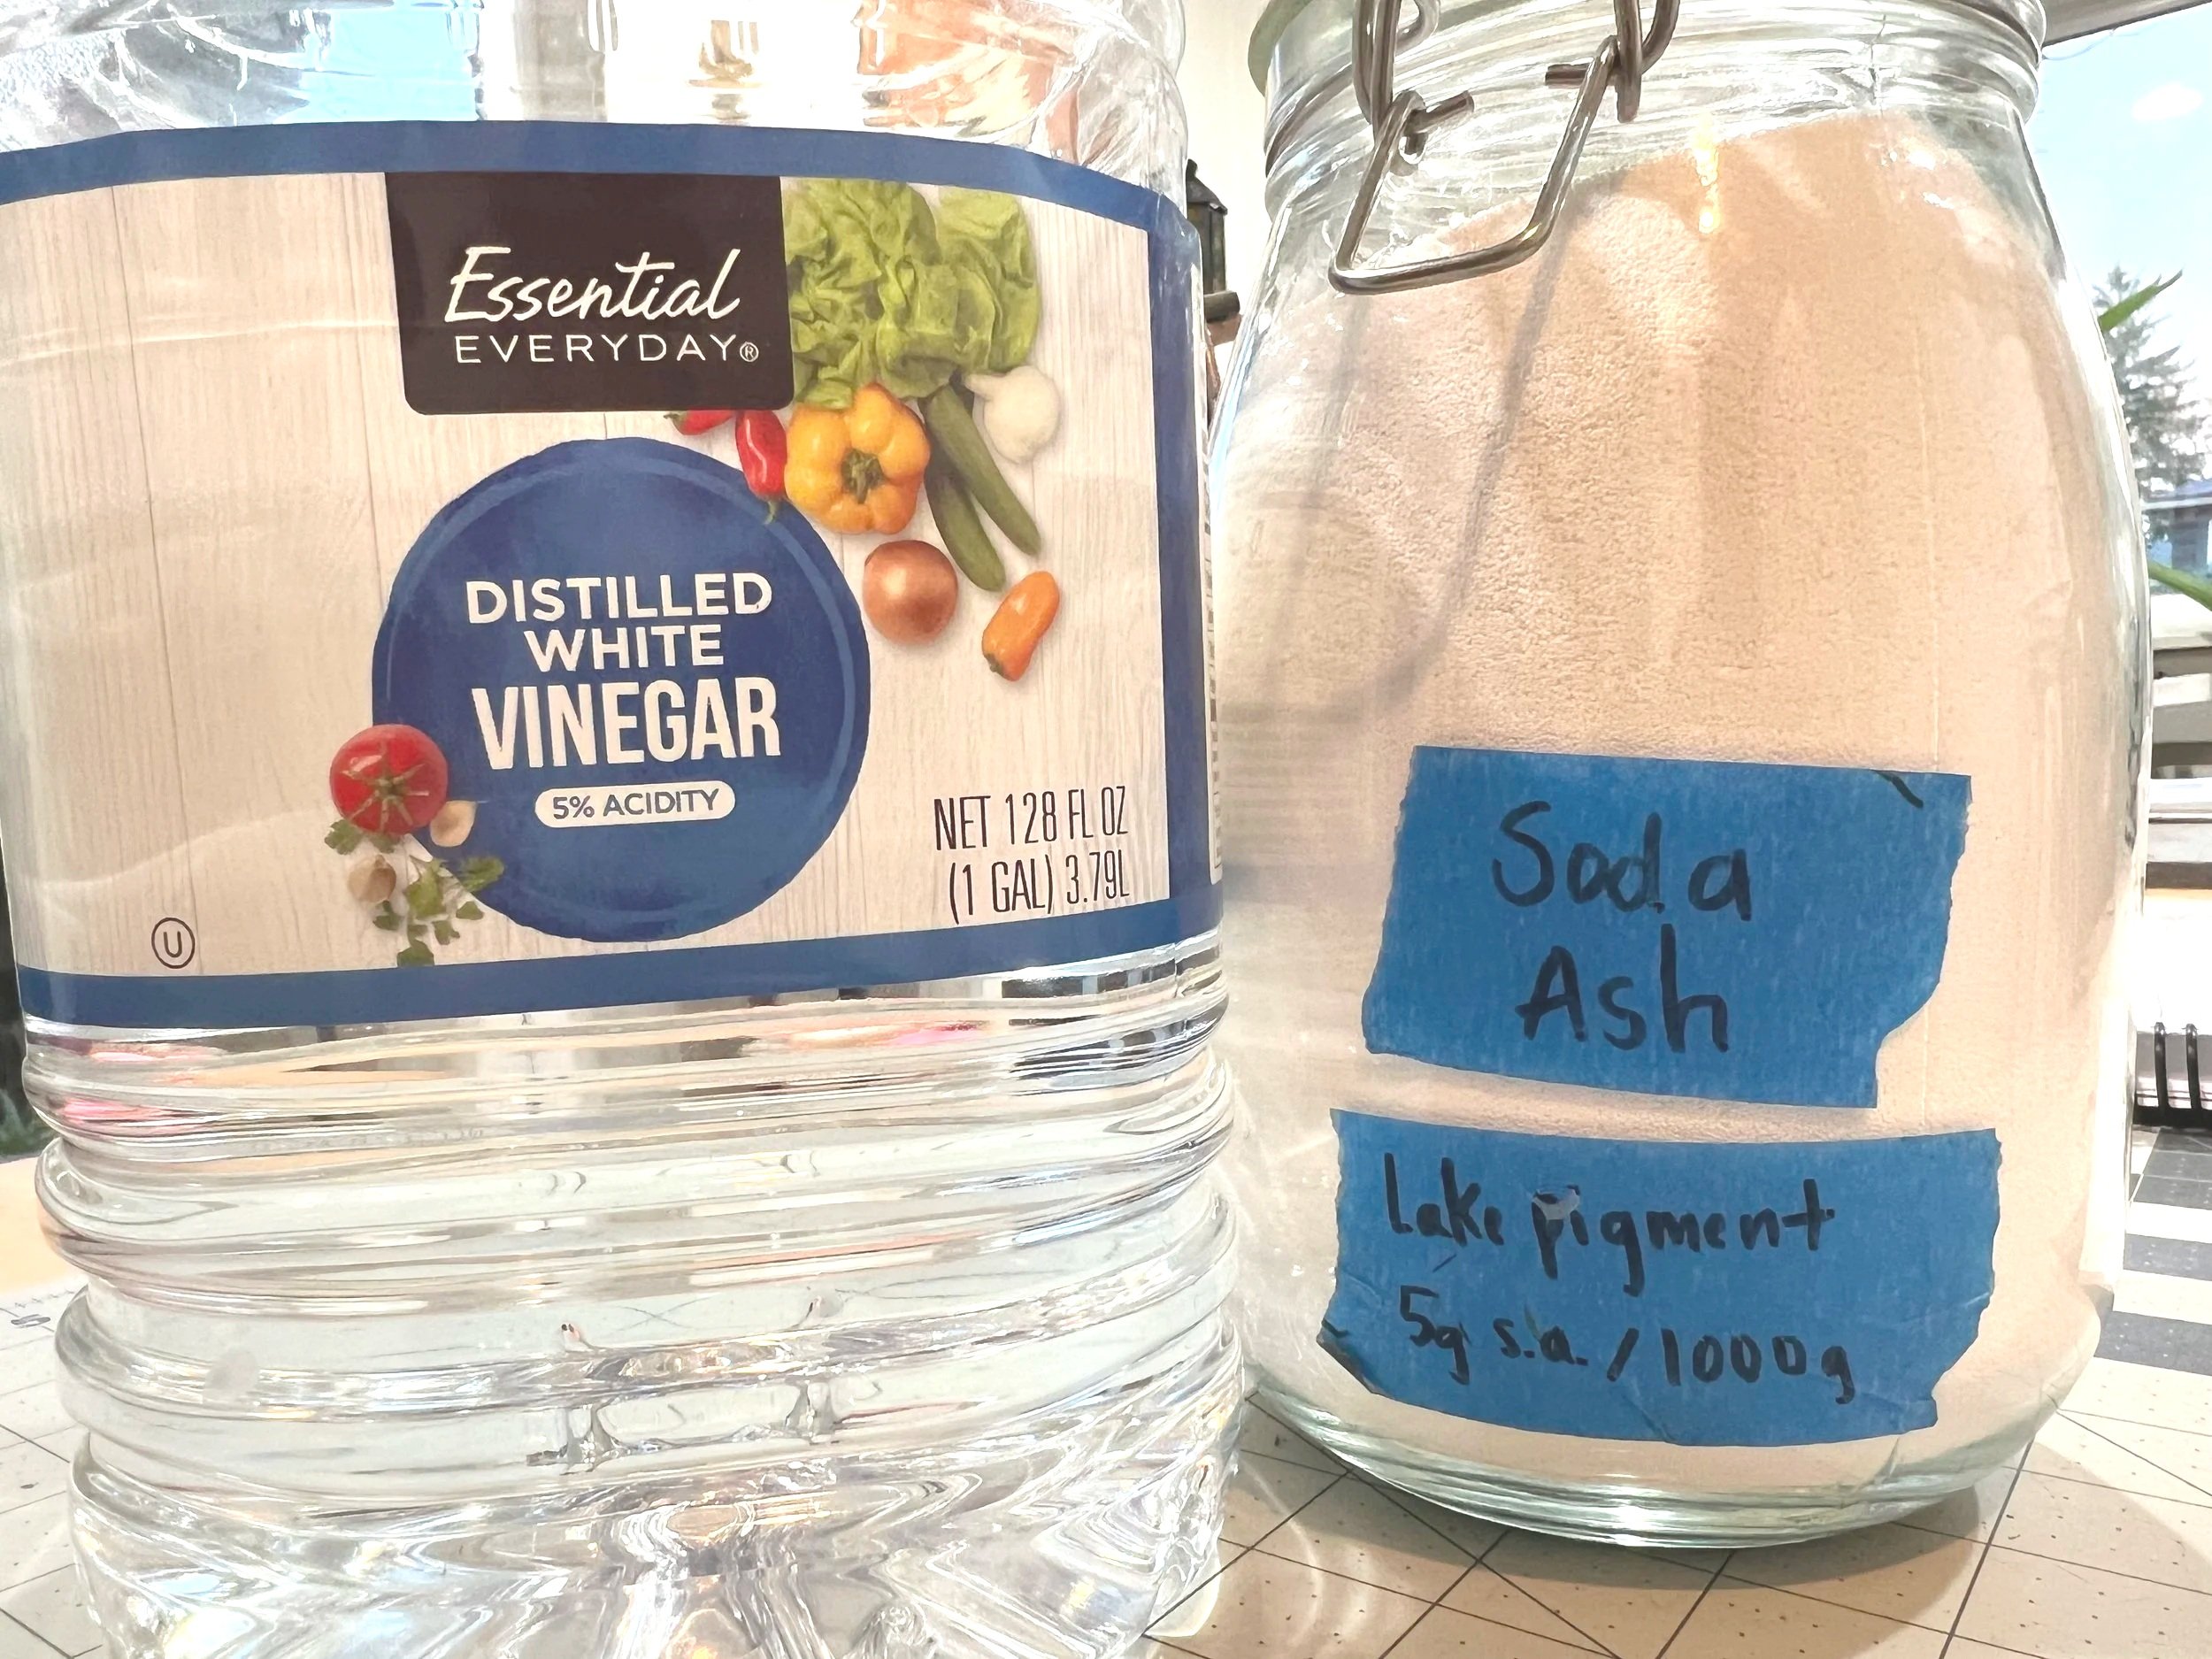 Essential
EVERYDAY®
DISTILLED
WHITE
VINEGAR
5% ACIDITY
NET 128 FL OZ
(1 GAL) 3.79L
U
Soda
Ash
Lake pigment
5g s.a. / 1000g